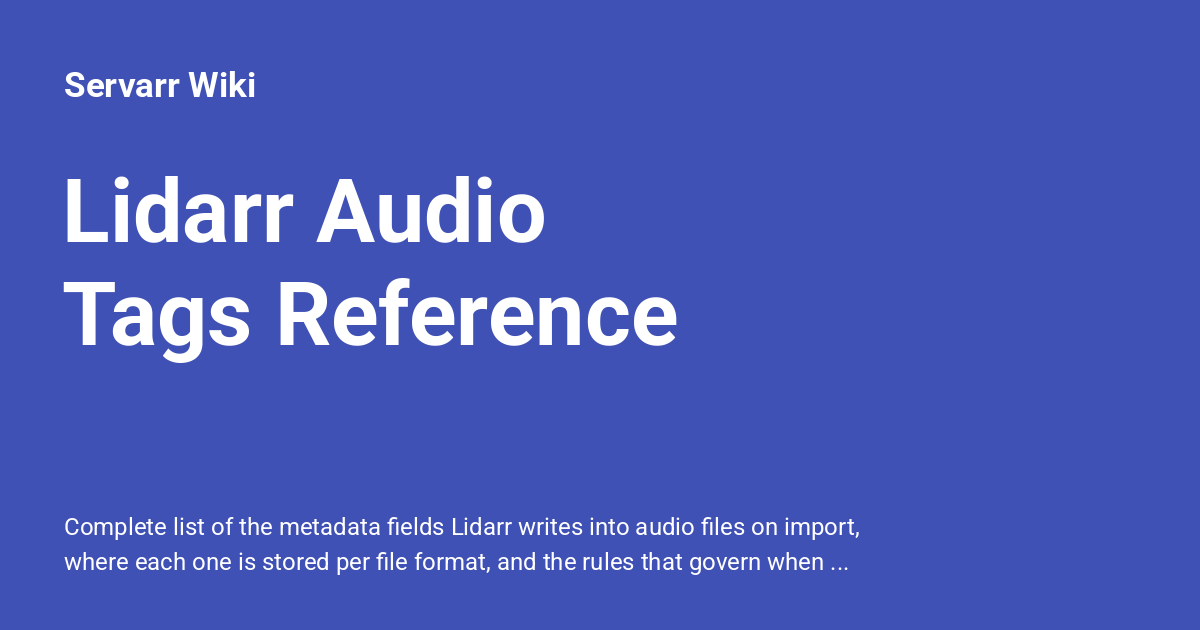 Servarr Wiki
Lidarr Audio
Tags Reference
Complete list of the metadata fields Lidarr writes into audio files on import,
where each one is stored per file format, and the rules that govern when ...